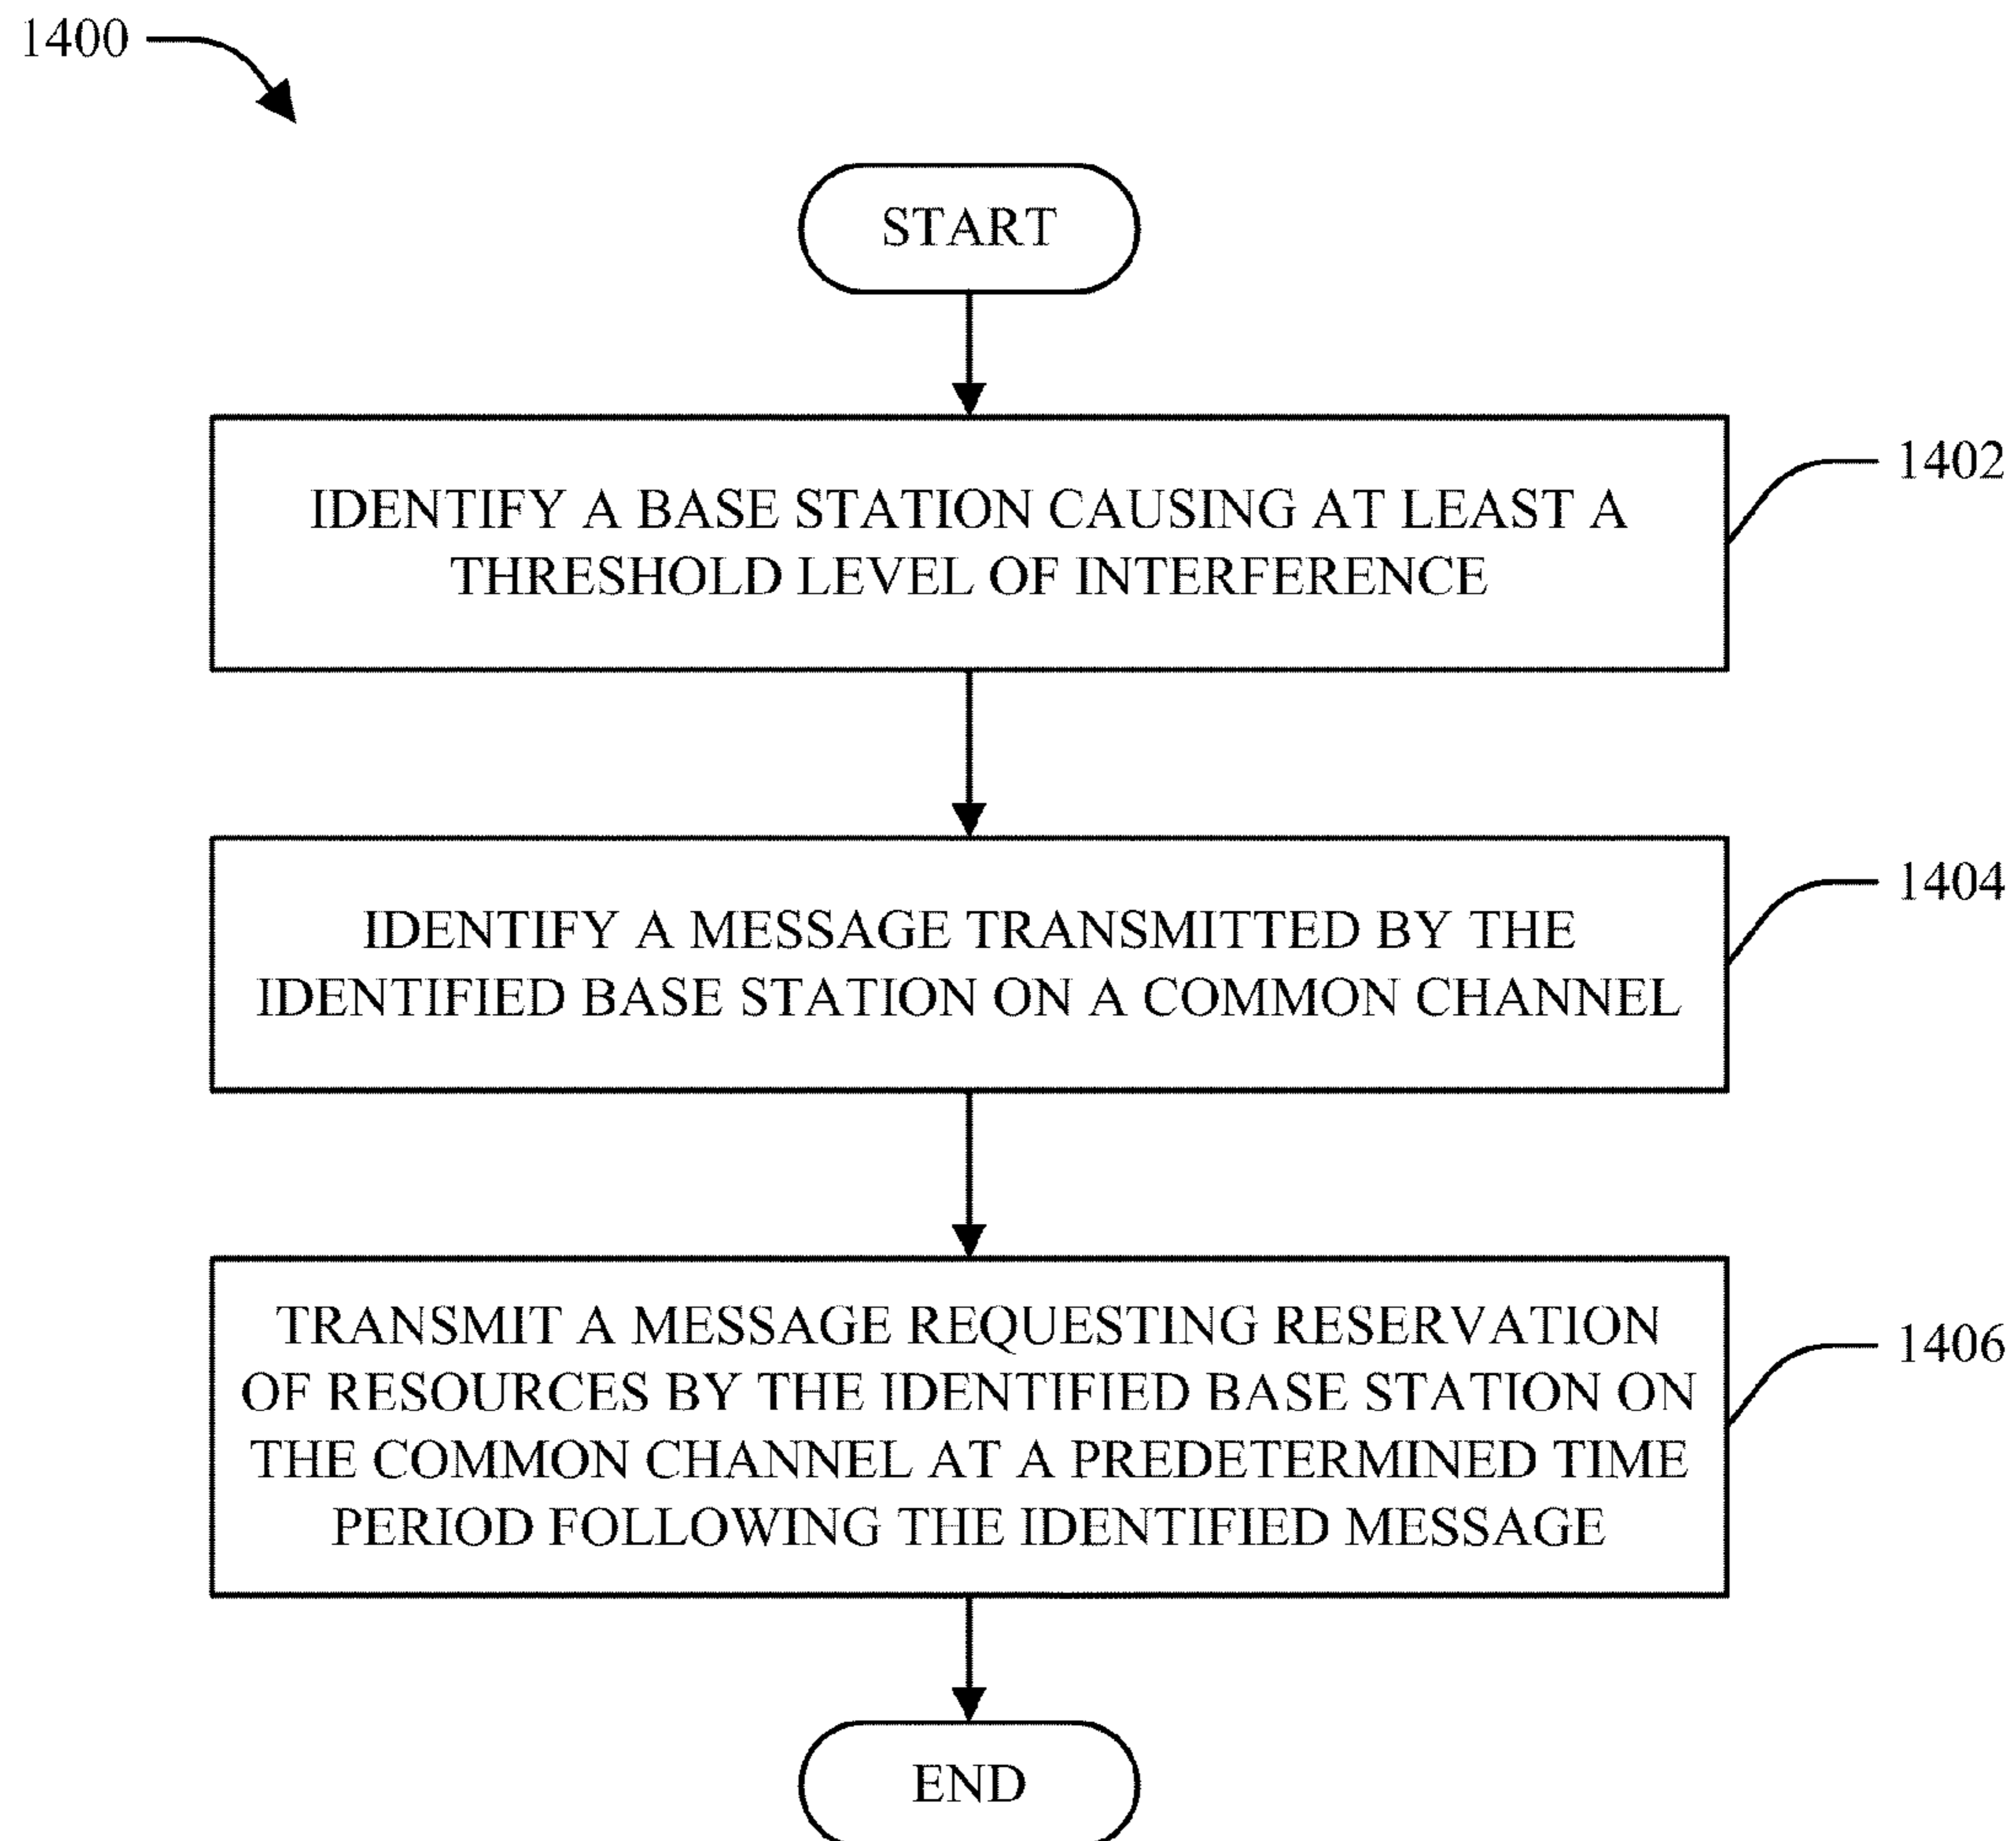 1400
START
IDENTIFY A BASE STATION CAUSING AT LEAST A
THRESHOLD LEVEL OF INTERFERENCE
1402
IDENTIFY A MESSAGE TRANSMITTED BY THE
IDENTIFIED BASE STATION ON A COMMON CHANNEL
1404
TRANSMIT A MESSAGE REQUESTING RESERVATION
OF RESOURCES BY THE IDENTIFIED BASE STATION ON
THE COMMON CHANNEL AT A PREDETERMINED TIME
PERIOD FOLLOWING THE IDENTIFIED MESSAGE
1406
END